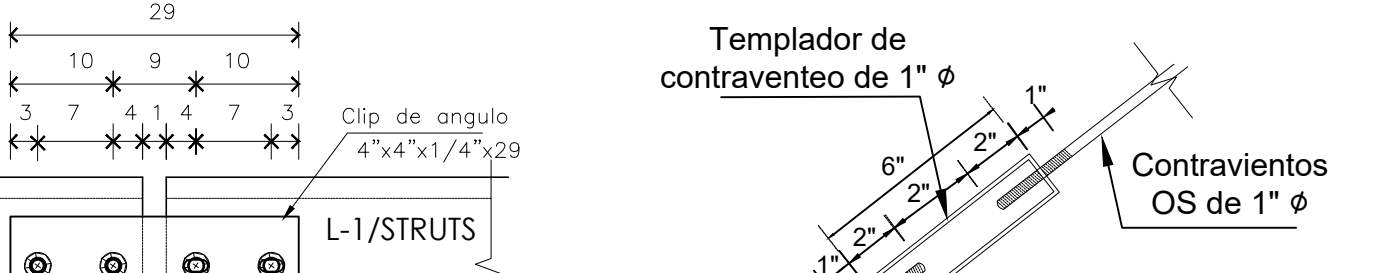 29
10 9 10
3 7 4 1 4 7 3
Clip de angulo
4"x4"x1/4"x29
L-1/STRUTS
Templador de
contraventeo de 1" φ
1"
2"
6"
2"
2"
1"
Contravientos
OS de 1" φ